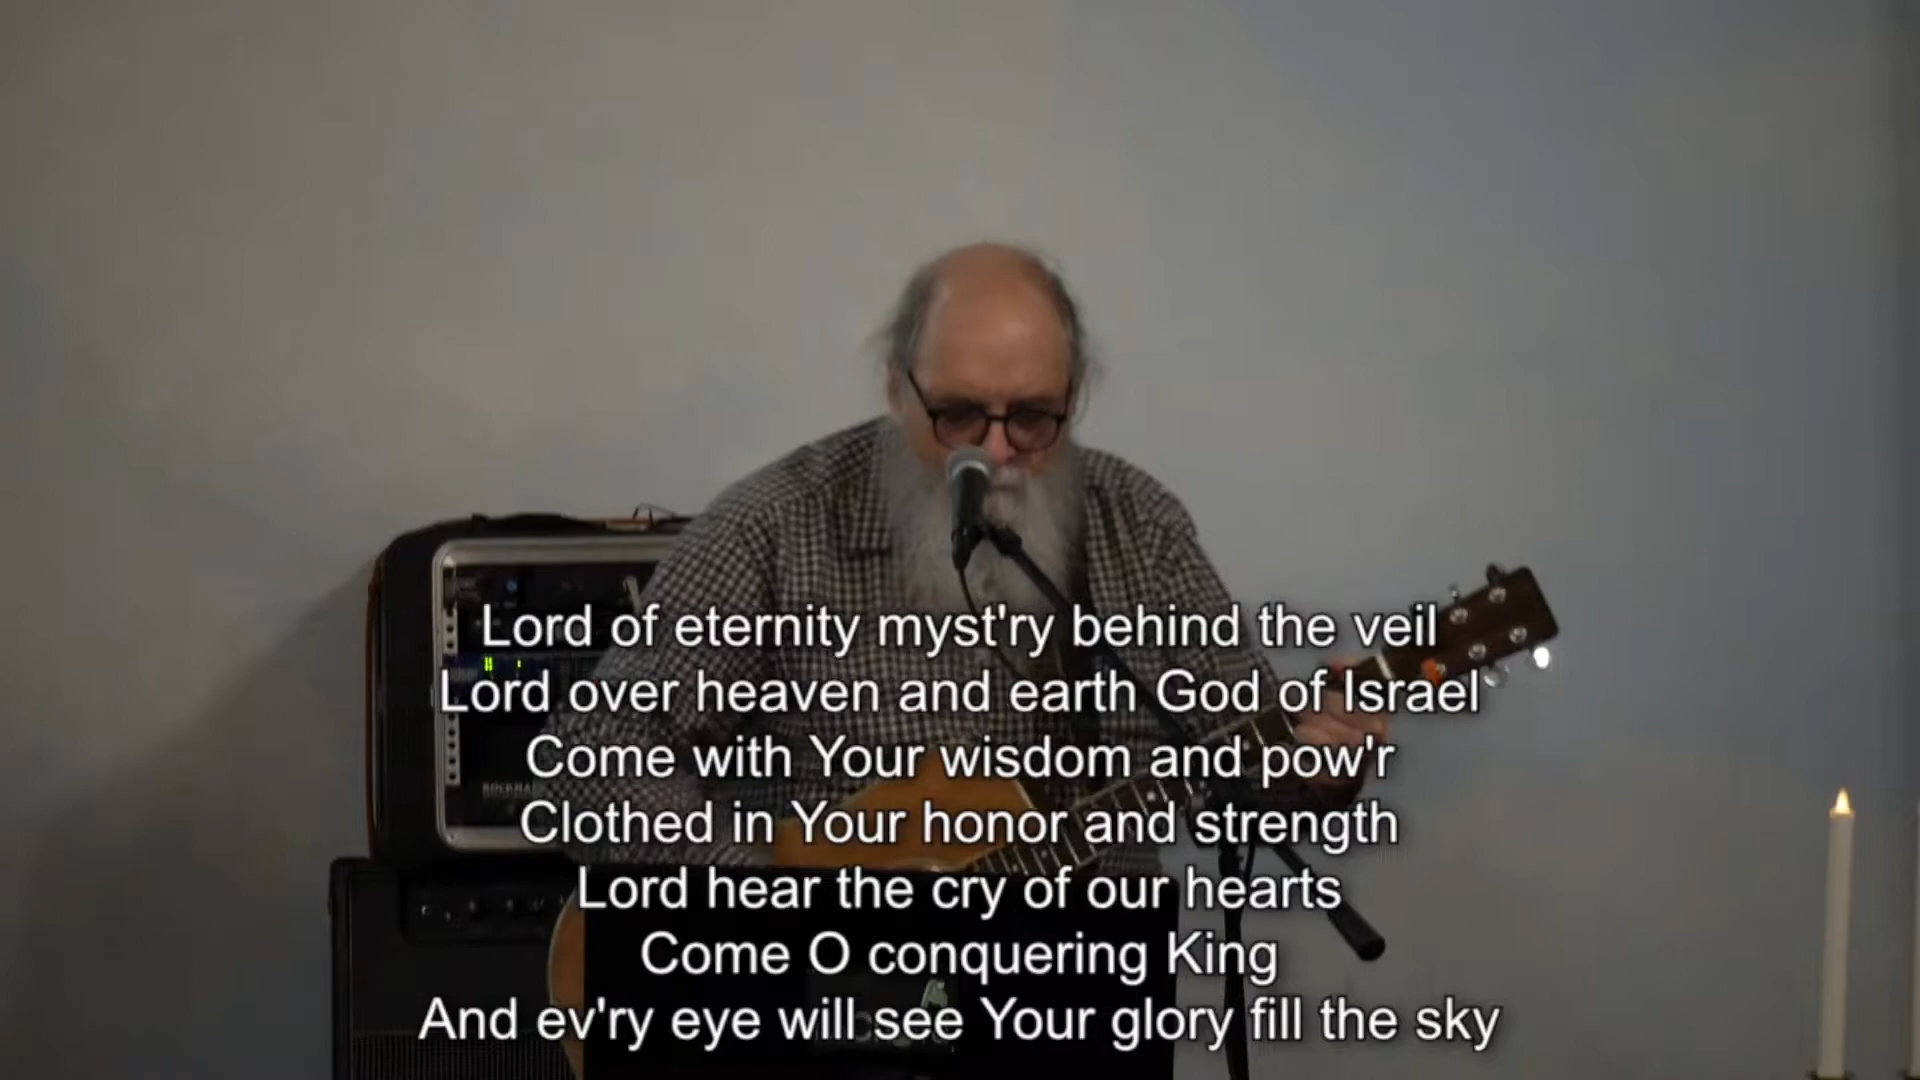 Lord of eternity myst'ry behind the veil
Lord over heaven and earth God of Israel
Come with Your wisdom and pow'r
Clothed in Your honor and strength
Lord hear the cry of our hearts
Come O conquering King
And ev'ry eye will see Your glory fill the sky